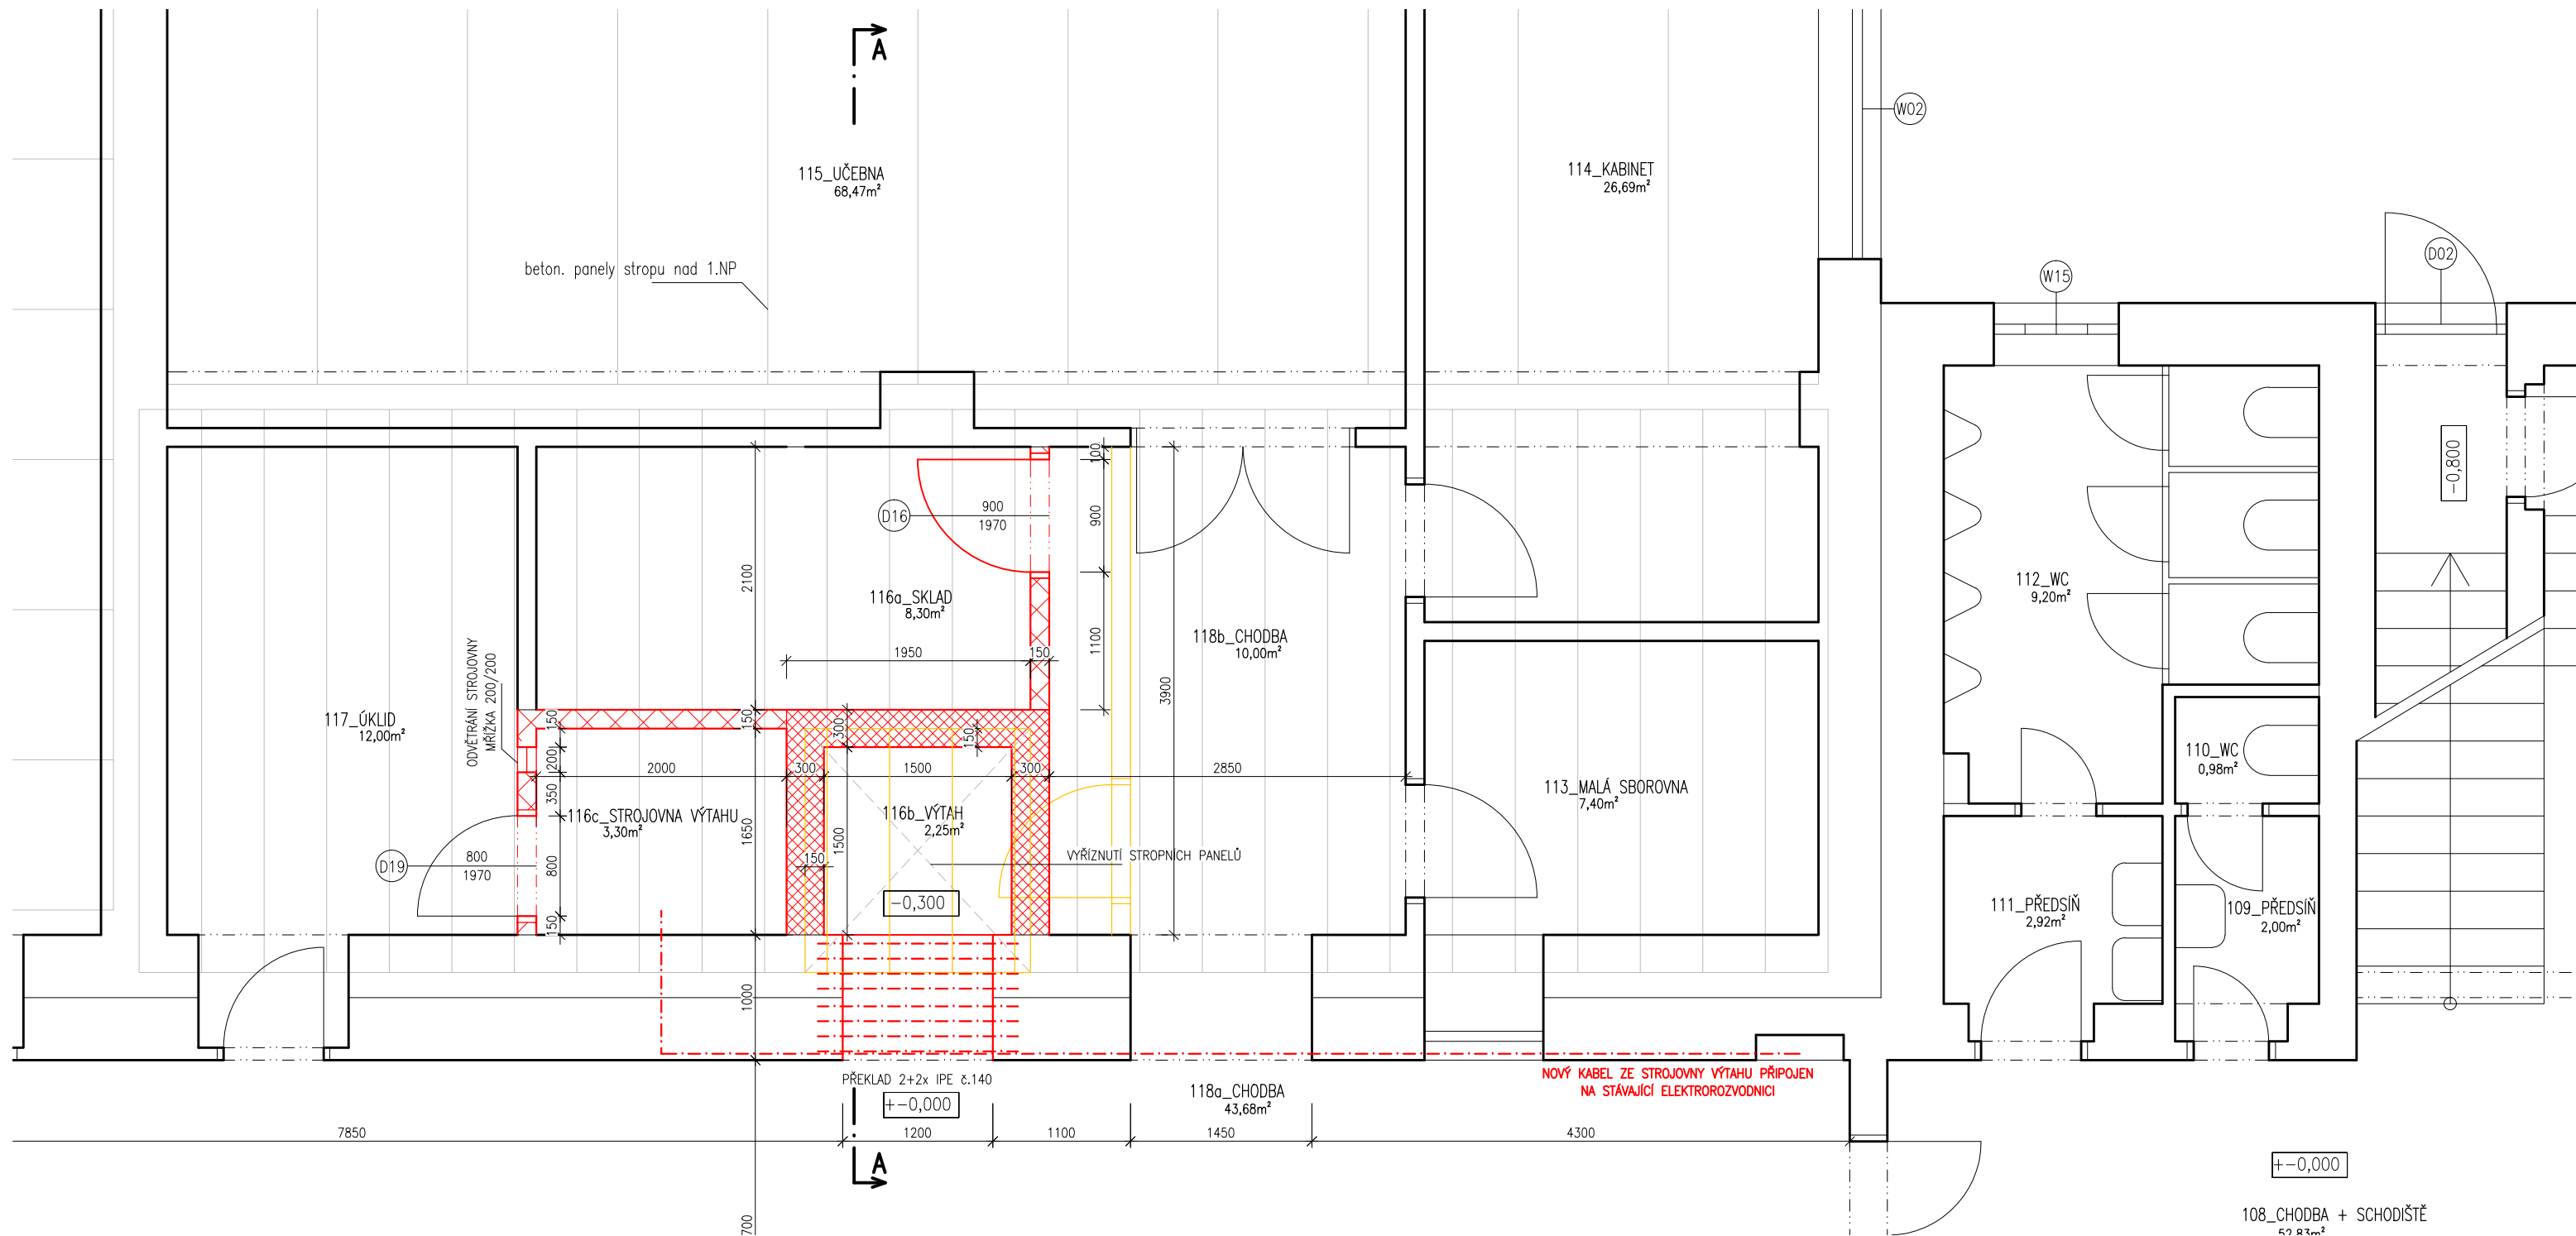 A
W02
115_UČEBNA
68,47m²
114_KABINET
26,69m²
beton. panely stropu nad 1.NP
W15
D02
-0,800
100
D16
900
1970
900
2100
116a_SKLAD
8,30m²
112_WC
9,20m²
118b_CHODBA
10,00m²
1100
1950
150
3900
ODVĚTRÁNÍ STROJOVNY
MŘÍŽKA 200/200
117_ÚKLID
12,00m²
150
150
300
150
200
2000
300
1500
300
2850
110_WC
0,98m²
350
116c_STROJOVNA VÝTAHU
3,30m²
116b_VÝTAH
2,25m²
113_MALÁ SBOROVNA
7,40m²
1650
1500
VYŘÍZNUTÍ STROPNÍCH PANELŮ
D19
800
1970
800
150
-0,300
111_PŘEDSÍŇ
2,92m²
109_PŘEDSÍŇ
2,00m²
150
1000
PŘEKLAD 2+2x IPE č.140
+-0,000
118a_CHODBA
43,68m²
NOVÝ KABEL ZE STROJOVNY VÝTAHU PŘIPOJEN
NA STÁVAJÍCÍ ELEKTROROZVODNICI
7850
1200
1100
1450
4300
A
+-0,000
700
108_CHODBA + SCHODIŠTĚ
52,83m²